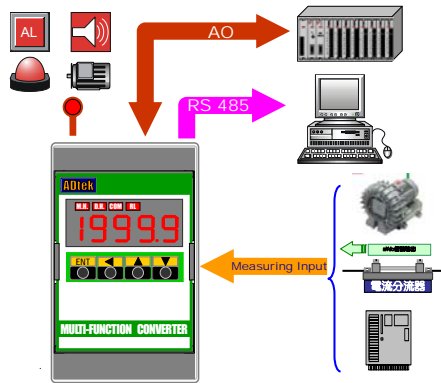 AL
AO
RS 485
ADtek
M.H. D.H. COM AL
1999.9
ENT
Measuring Input
電流分流器
MULTI-FUNCTION CONVERTER